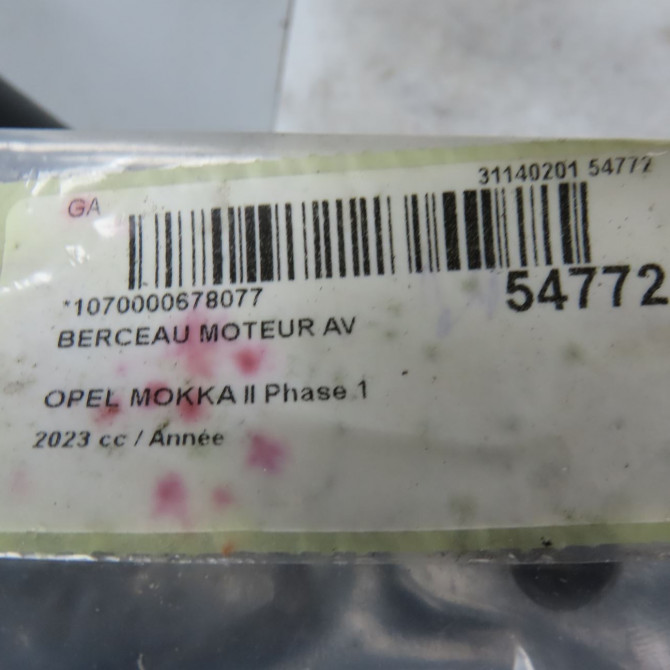 31140201 54772
GA
*1070000678077
54772
BERCEAU MOTEUR AV
OPEL MOKKA II Phase 1
2023 cc / Année